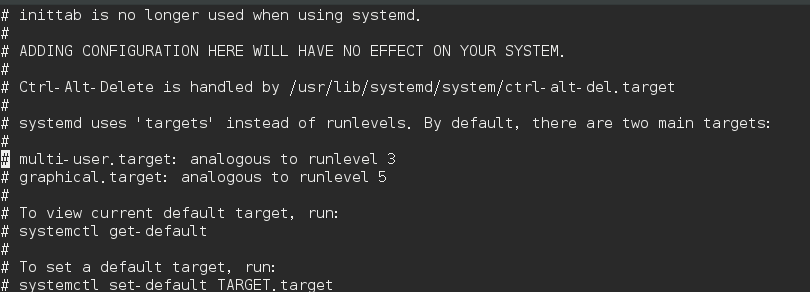 # inittab is no longer used when using systemd.
#
# ADDING CONFIGURATION HERE WILL HAVE NO EFFECT ON YOUR SYSTEM.
#
# Ctrl-Alt-Delete is handled by /usr/lib/systemd/system/ctrl-alt-del.target
#
# systemd uses 'targets' instead of runlevels. By default, there are two main targets:
#
# multi-user.target: analogous to runlevel 3
# graphical.target: analogous to runlevel 5
#
# To view current default target, run:
# systemctl get-default
#
# To set a default target, run:
# systemctl set-default TARGET.target